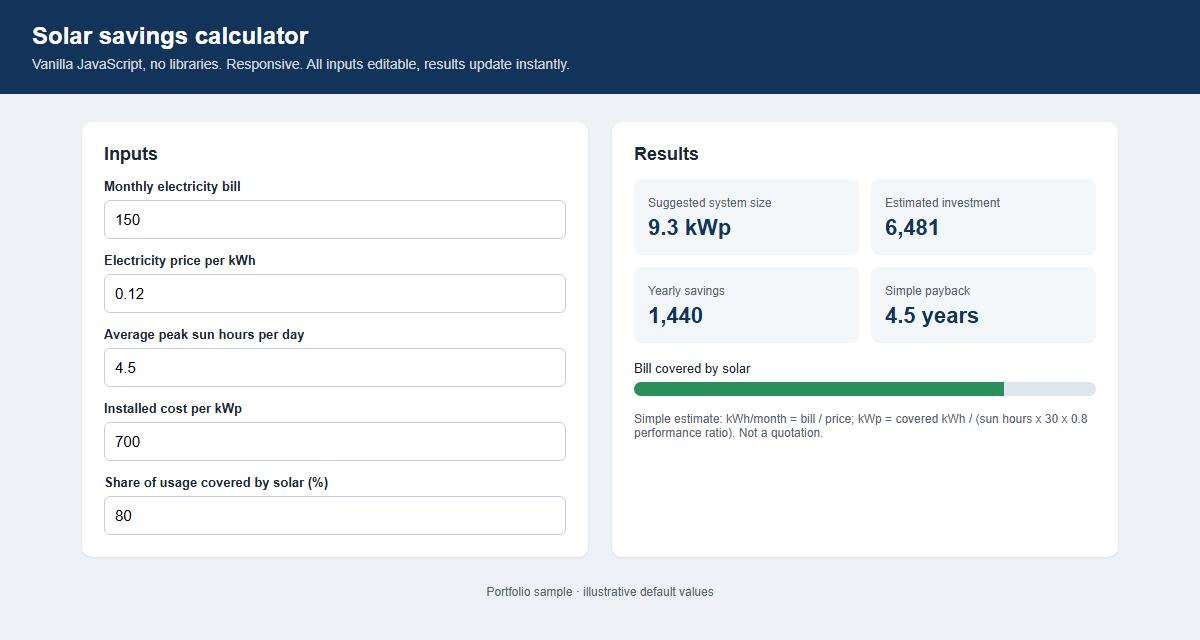 Solar savings calculator
Vanilla JavaScript, no libraries. Responsive. All inputs editable, results update instantly.
Inputs
Monthly electricity bill
150
Electricity price per kWh
0.12
Average peak sun hours per day
4.5
Installed cost per kWp
700
Share of usage covered by solar (%)
80
Results
Suggested system size
9.3 kWp
Estimated investment
6,481
Yearly savings
1,440
Simple payback
4.5 years
Bill covered by solar
Simple estimate: kWh/month = bill / price; kWp = covered kWh / (sun hours x 30 x 0.8
performance ratio). Not a quotation.
Portfolio sample · illustrative default values